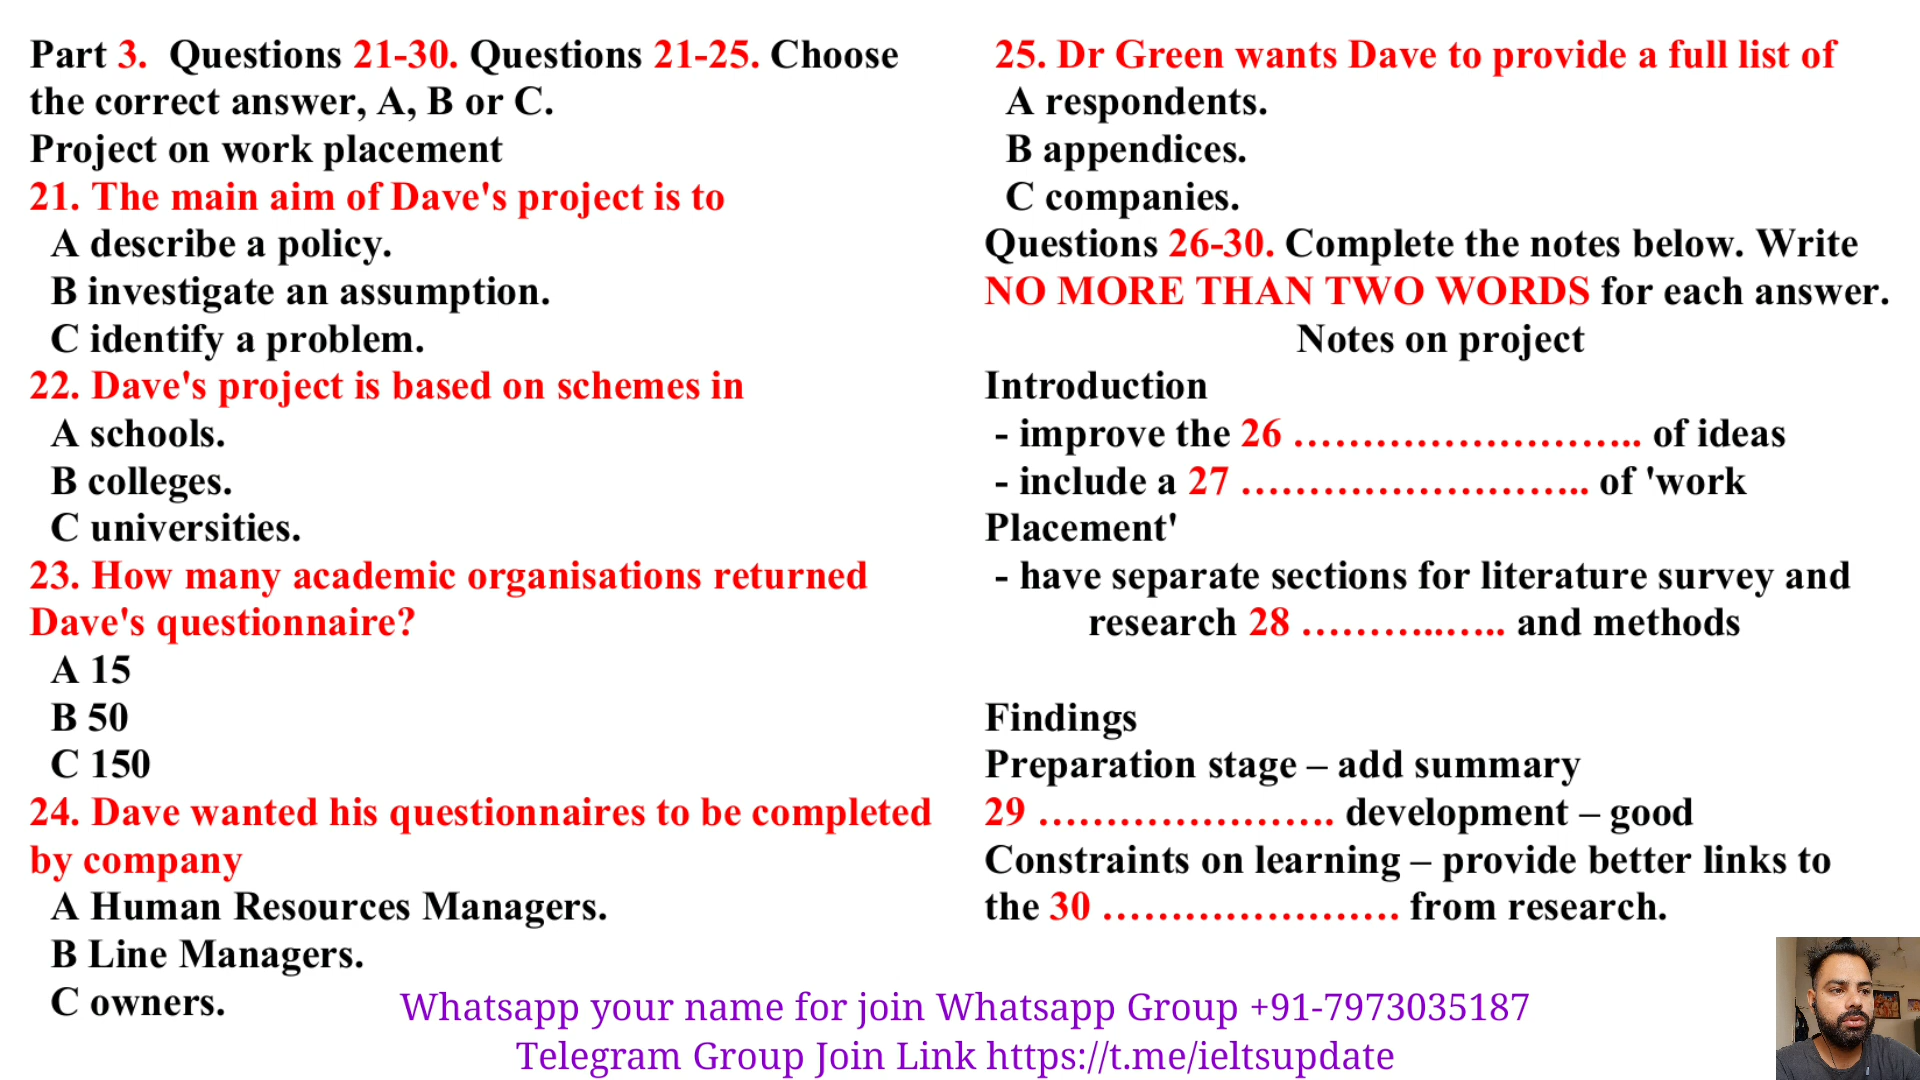 Part 3. Questions 21-30. Questions 21-25. Choose
the correct answer, A, B or C.
Project on work placement
21. The main aim of Dave's project is to
A describe a policy.
B investigate an assumption.
C identify a problem.
22. Dave's project is based on schemes in
A schools.
B colleges.
C universities.
23. How many academic organisations returned
Dave's questionnaire?
A 15
B 50
C 150
24. Dave wanted his questionnaires to be completed
by company
A Human Resources Managers.
B Line Managers.
C owners.
25. Dr Green wants Dave to provide a full list of
A respondents.
B appendices.
C companies.
Questions 26-30. Complete the notes below. Write
NO MORE THAN TWO WORDS for each answer.
Notes on project
Introduction
- improve the 26 …………………….. of ideas
- include a 27 …………………….. of 'work
Placement'
- have separate sections for literature survey and
research 28 ………..….. and methods
Findings
Preparation stage – add summary
29 …………………. development – good
Constraints on learning – provide better links to
the 30 …………………. from research.
Whatsapp your name for join Whatsapp Group +91-7973035187
Telegram Group Join Link https://t.me/ieltsupdate